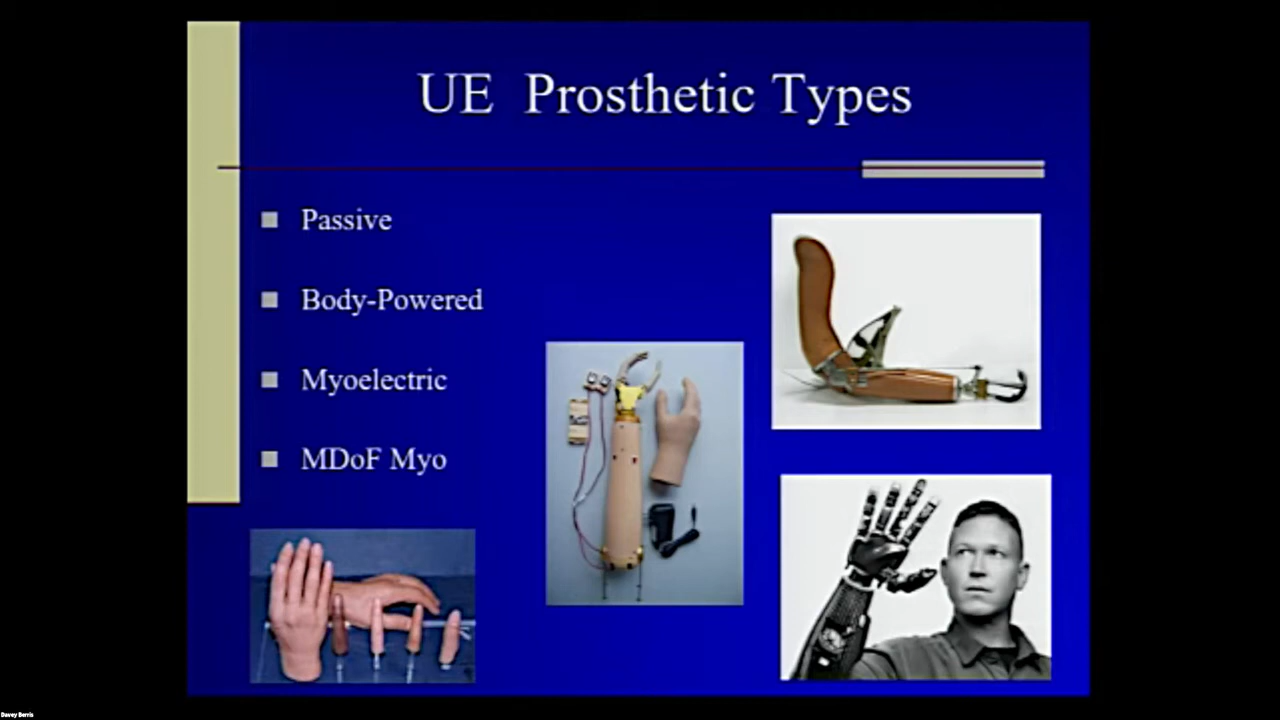 UE Prosthetic Types
Passive
Body-Powered
Myoelectric
MDoF Myo
Davey Berris